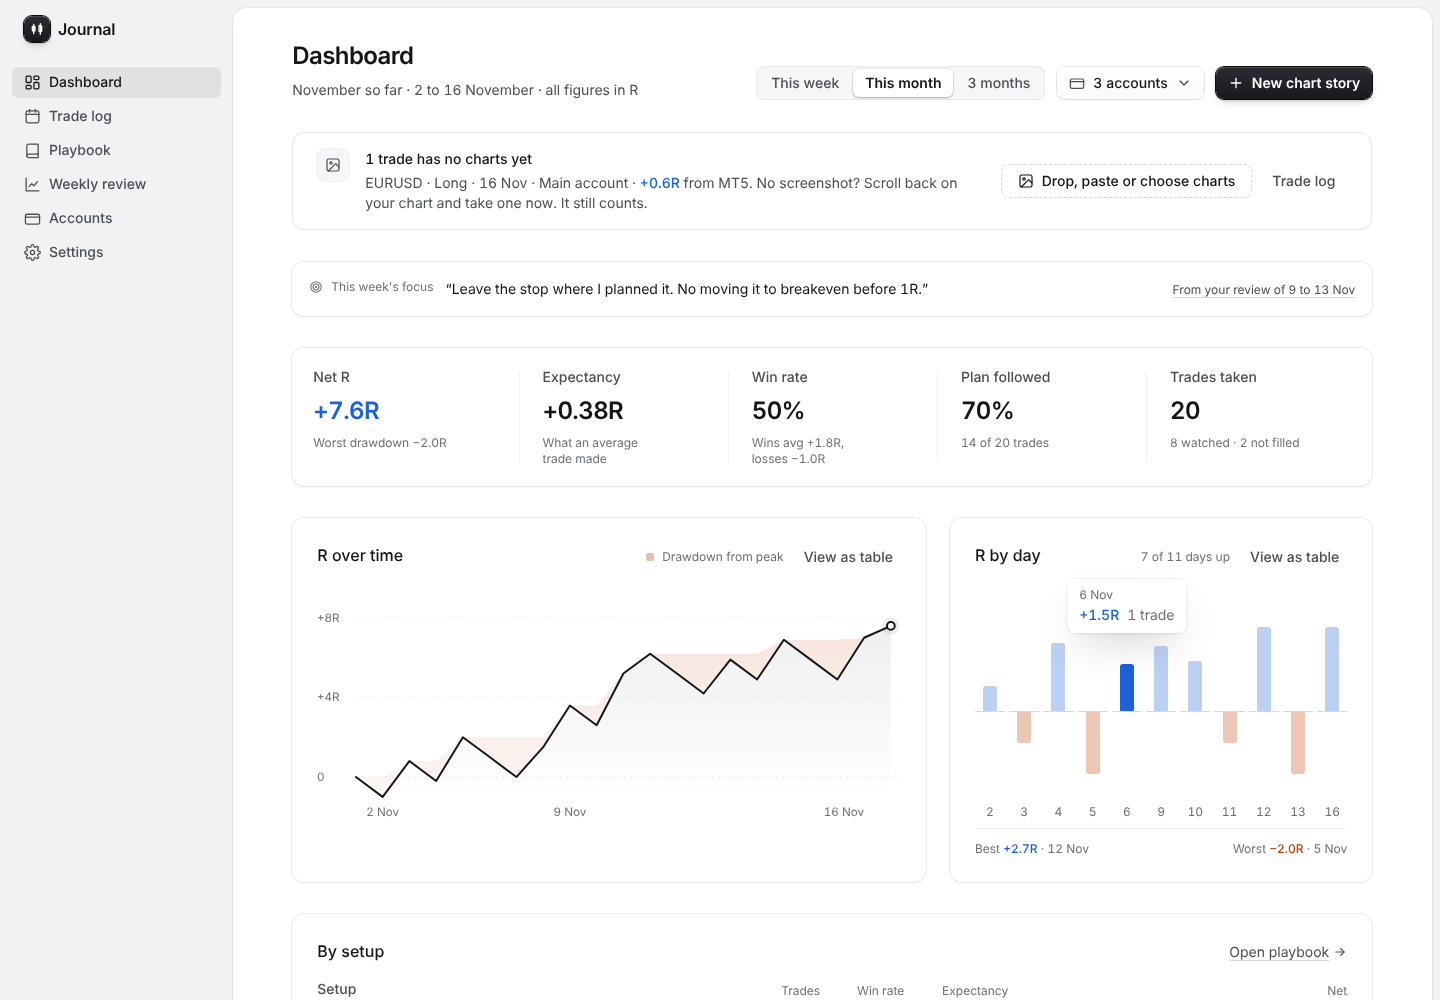 Journal
Dashboard
Trade log
Playbook
Weekly review
Accounts
Settings
Dashboard
November so far · 2 to 16 November · all figures in R
This week
This month
3 months
3 accounts
New chart story
1 trade has no charts yet
EURUSD · Long · 16 Nov · Main account · +0.6R from MT5. No screenshot? Scroll back on
your chart and take one now. It still counts.
Drop, paste or choose charts
Trade log
This week's focus
“Leave the stop where I planned it. No moving it to breakeven before 1R.”
From your review of 9 to 13 Nov
Net R
+7.6R
Worst drawdown −2.0R
Expectancy
+0.38R
What an average
trade made
Win rate
50%
Wins avg +1.8R,
losses −1.0R
Plan followed
70%
14 of 20 trades
Trades taken
20
8 watched · 2 not filled
R over time
Drawdown from peak
View as table
+8R
+4R
0
2 Nov
9 Nov
16 Nov
R by day
7 of 11 days up
View as table
6 Nov
+1.5R 1 trade
2 3 4 5 6 9 10 11 12 13 16
Best +2.7R · 12 Nov
Worst −2.0R · 5 Nov
By setup
Open playbook →
Setup
Trades
Win rate
Expectancy
Net